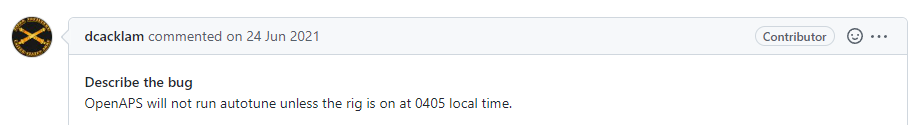 dcacklam commented on 24 Jun 2021 Contributor
Describe the bug
OpenAPS will not run autotune unless the rig is on at 0405 local time.